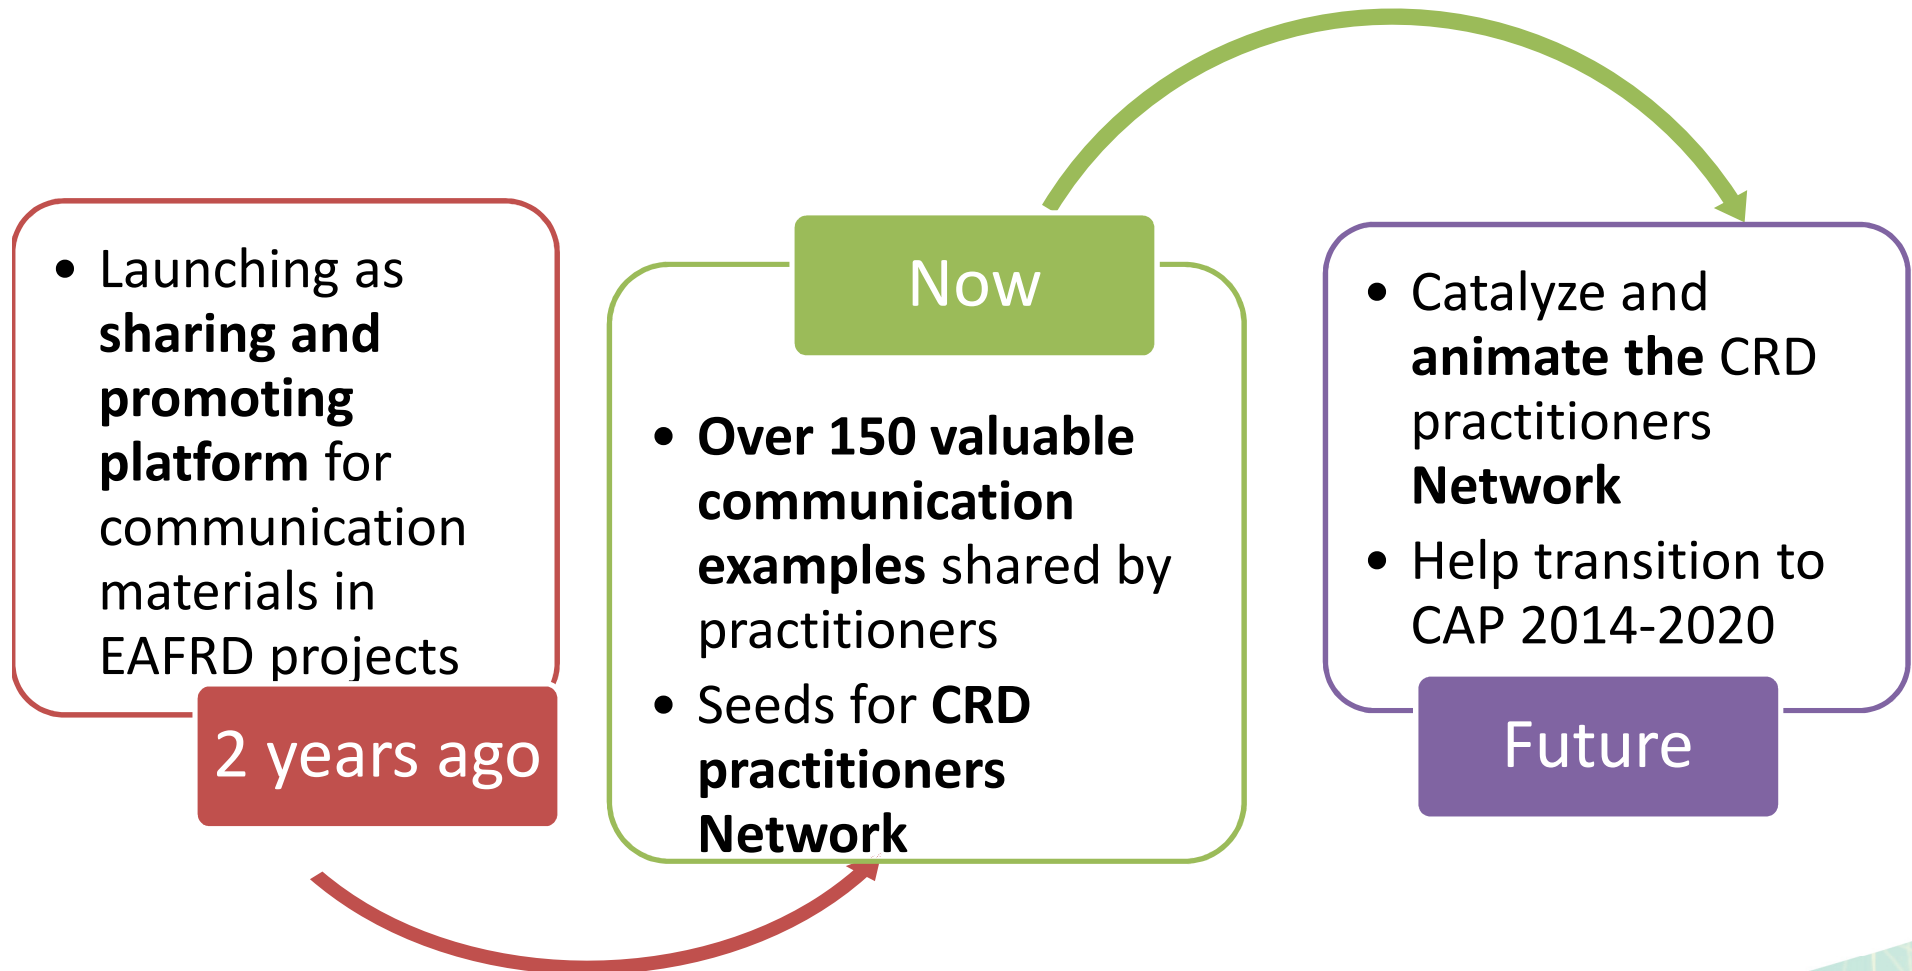 • Launching as
sharing and
promoting
platform for
communication
materials in
EAFRD projects
2 years ago
Now
• Over 150 valuable
communication
examples shared by
practitioners
• Seeds for CRD
practitioners
Network
• Catalyze and
animate the CRD
practitioners
Network
• Help transition to
CAP 2014-2020
Future